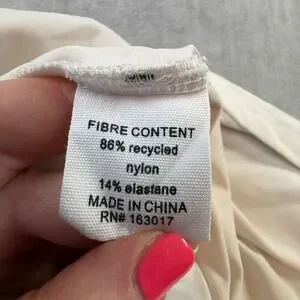 FIBRE CONTENT
86% recycled
nylon
14% elastane
MADE IN CHINA
RN# 163017